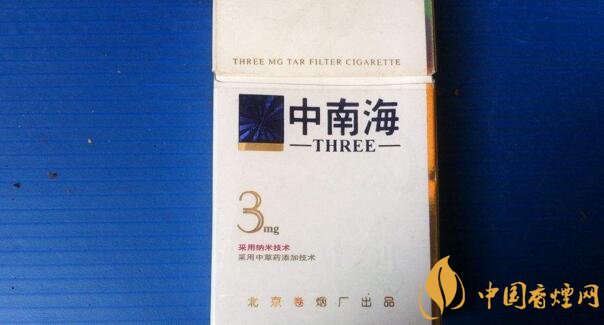 THREE MG TAR FILTER CIGARETTE
中南海
THREE
3mg
采用纳米技术
采用中草药添加技术
北京卷烟厂出品
中国香烟网